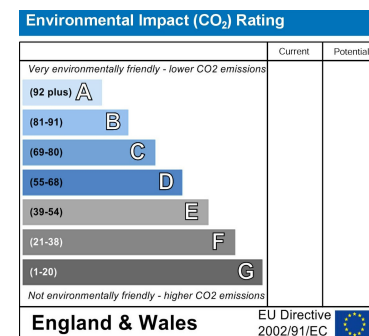 Environmental Impact (CO₂) Rating
Current Potential
Very environmentally friendly - lower CO2 emissions
(92 plus) A
(81-91) B
(69-80) C
(55-68) D
(39-54) E
(21-38) F
(1-20) G
Not environmentally friendly - higher CO2 emissions
England & Wales
EU Directive
2002/91/EC